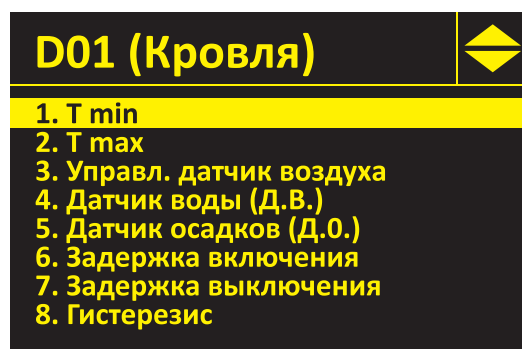 D01 (Кровля)
1. T min
2. T max
3. Управл. датчик воздуха
4. Датчик воды (Д.В.)
5. Датчик осадков (Д.0.)
6. Задержка включения
7. Задержка выключения
8. Гистерезис